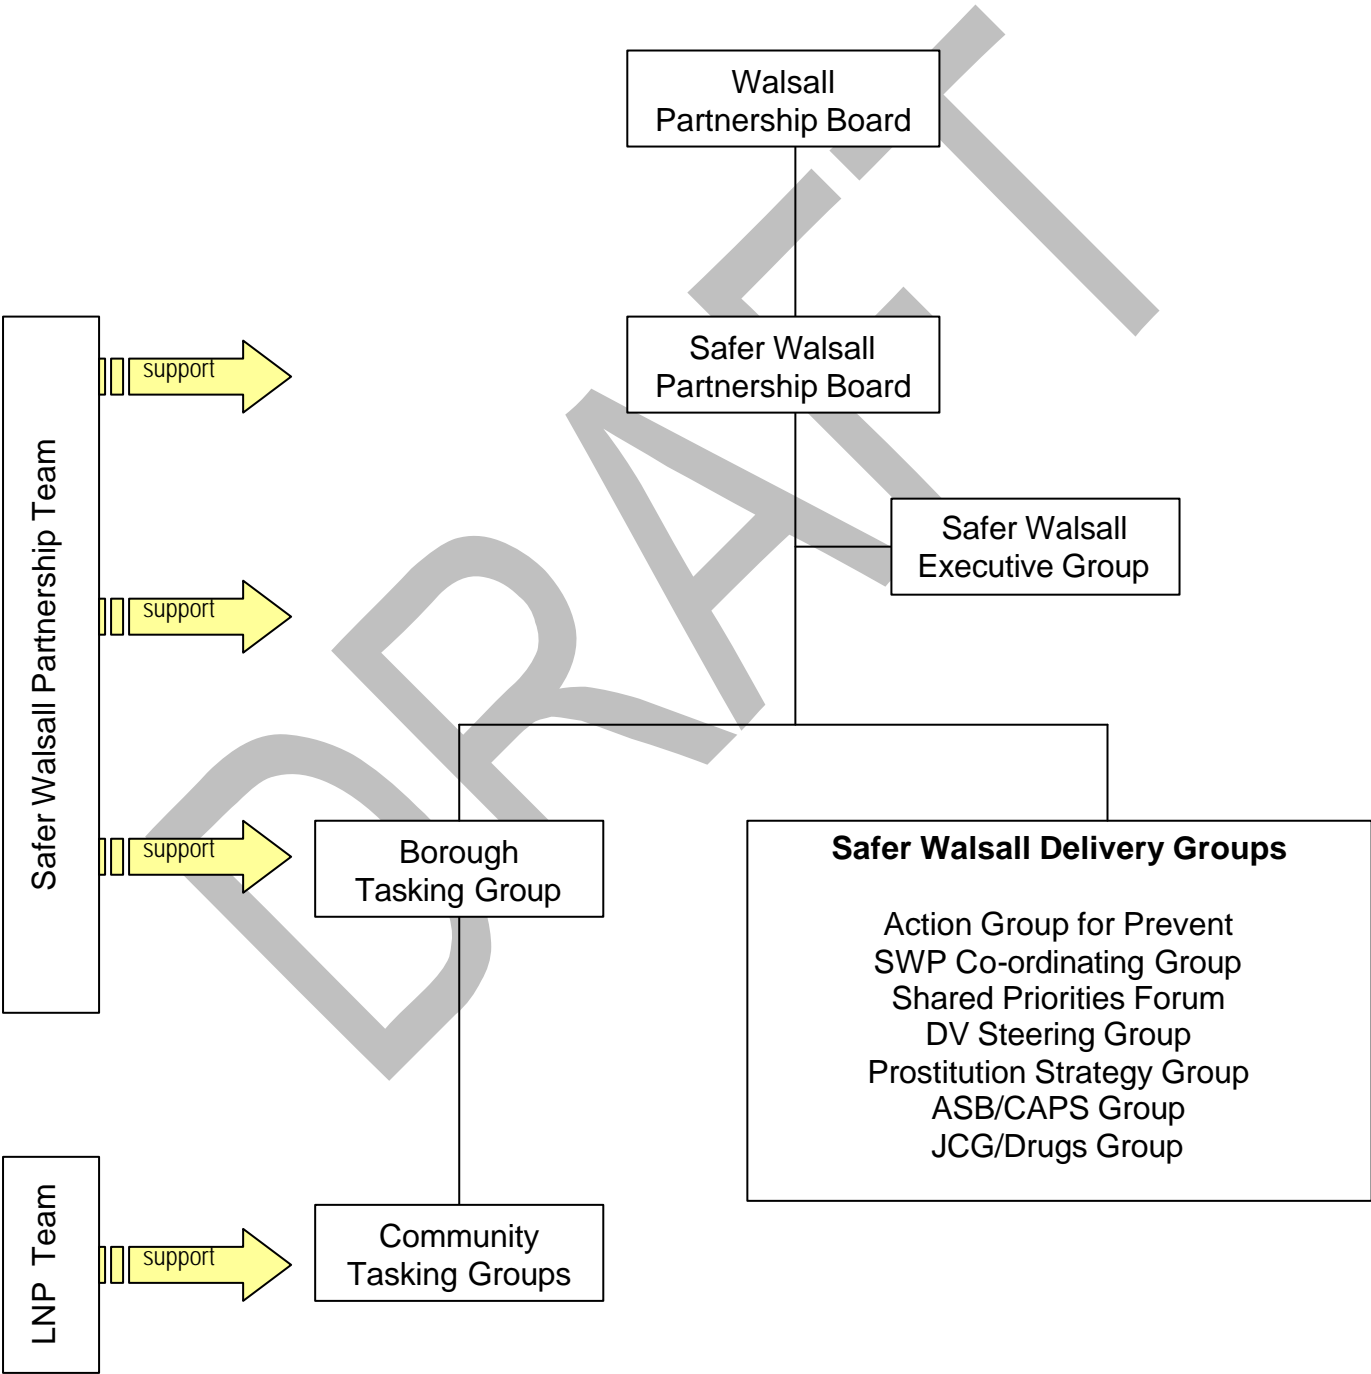 Walsall
Partnership Board
Safer Walsall
Partnership Board
Safer Walsall Partnership Team
support
Safer Walsall
Executive Group
support
support
Borough
Tasking Group
Safer Walsall Delivery Groups
Action Group for Prevent
SWP Co-ordinating Group
Shared Priorities Forum
DV Steering Group
Prostitution Strategy Group
ASB/CAPS Group
JCG/Drugs Group
LNP Team
support
Community
Tasking Groups
DRAFT